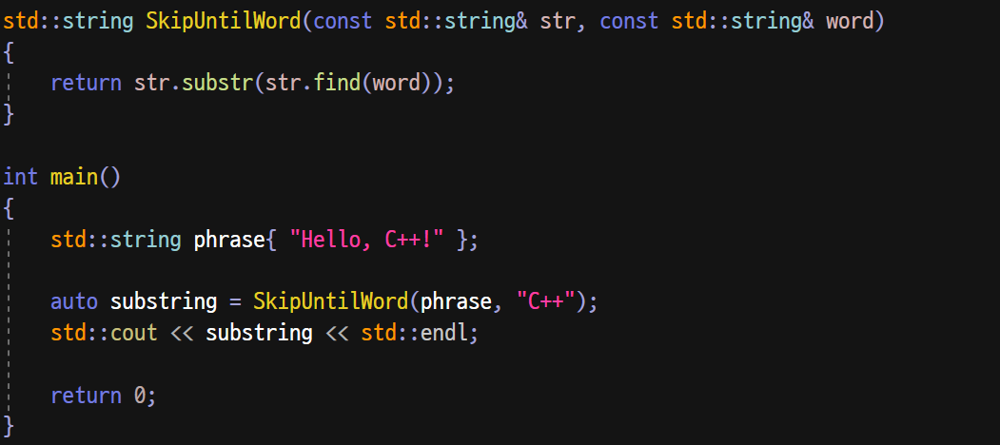 std::string SkipUntilWord(const std::string& str, const std::string& word)
{
    return str.substr(str.find(word));
}

int main()
{
    std::string phrase{ "Hello, C++!" };

    auto substring = SkipUntilWord(phrase, "C++");
    std::cout << substring << std::endl;

    return 0;
}